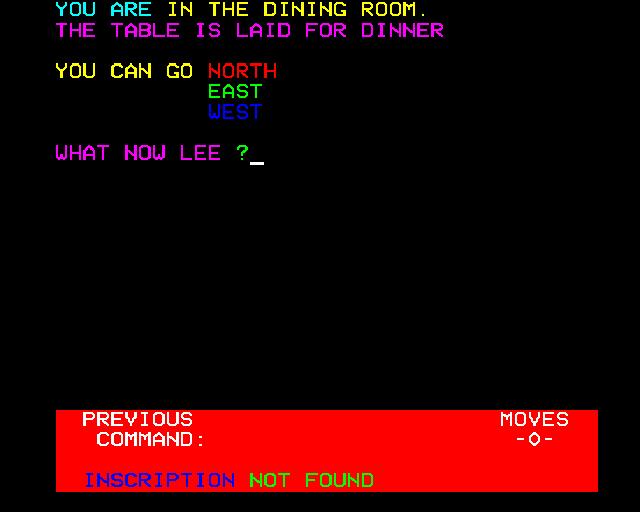 YOU ARE IN THE DINING ROOM.
THE TABLE IS LAID FOR DINNER
YOU CAN GO NORTH
EAST
WEST
WHAT NOW LEE ?_
PREVIOUS MOVES
COMMAND: -0-
INSCRIPTION NOT FOUND